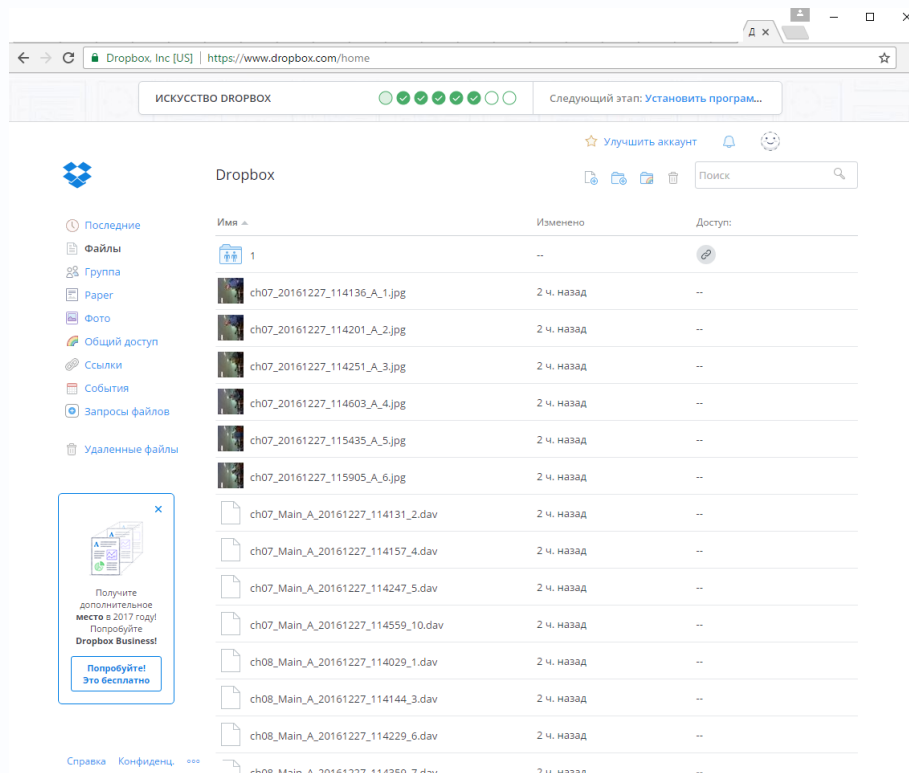 Д
Dropbox, Inc [US] | https://www.dropbox.com/home
ИСКУССТВО DROPBOX
Следующий этап: Установить програм...
Улучшить аккаунт
Dropbox
Поиск
Последние
Файлы
Группа
Paper
Фото
Общий доступ
Ссылки
События
Запросы файлов
Удаленные файлы
Получите
дополнительное
место в 2017 году!
Попробуйте
Dropbox Business!
Попробуйте!
Это бесплатно
Справка Конфиденц.
Имя Изменено Доступ:
1 --
ch07_20161227_114136_A_1.jpg 2 ч. назад --
ch07_20161227_114201_A_2.jpg 2 ч. назад --
ch07_20161227_114251_A_3.jpg 2 ч. назад --
ch07_20161227_114603_A_4.jpg 2 ч. назад --
ch07_20161227_115435_A_5.jpg 2 ч. назад --
ch07_20161227_115905_A_6.jpg 2 ч. назад --
ch07_Main_A_20161227_114131_2.dav 2 ч. назад --
ch07_Main_A_20161227_114157_4.dav 2 ч. назад --
ch07_Main_A_20161227_114247_5.dav 2 ч. назад --
ch07_Main_A_20161227_114559_10.dav 2 ч. назад --
ch08_Main_A_20161227_114029_1.dav 2 ч. назад --
ch08_Main_A_20161227_114144_3.dav 2 ч. назад --
ch08_Main_A_20161227_114229_6.dav 2 ч. назад --
ch08_Main_A_20161227_114350_7.dav 2 ч. назад --